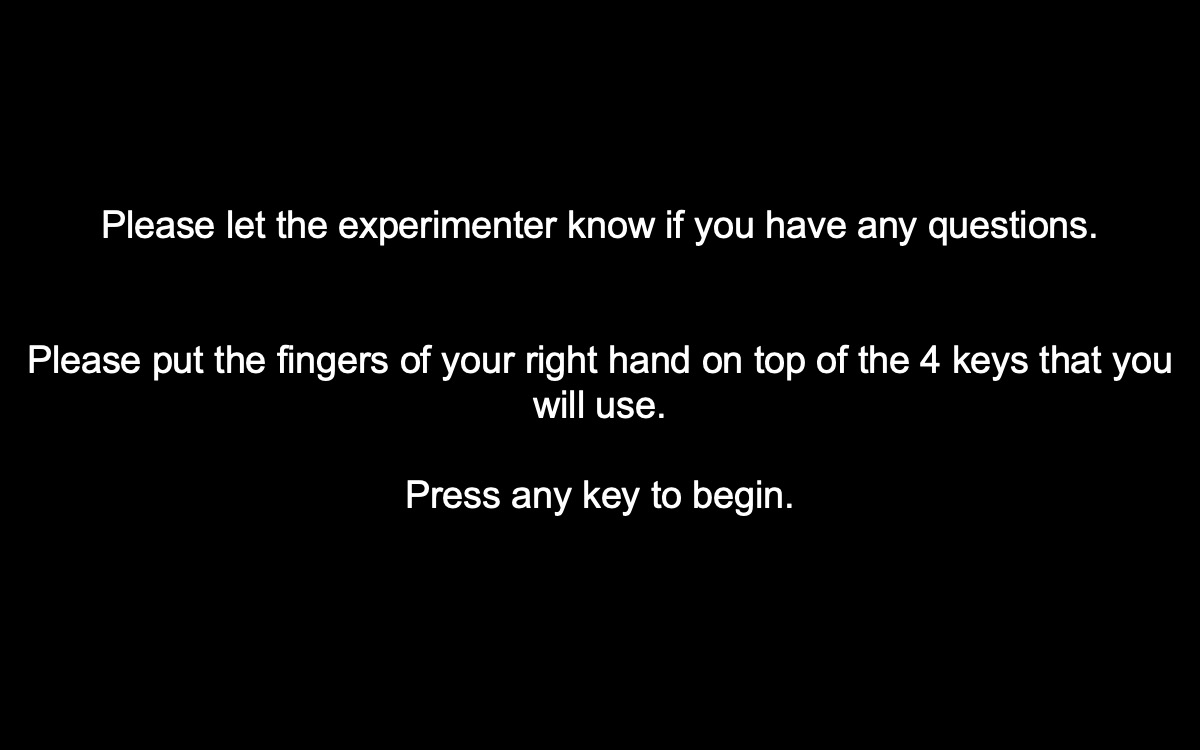 Please let the experimenter know if you have any questions.
Please put the fingers of your right hand on top of the 4 keys that you
will use.
Press any key to begin.